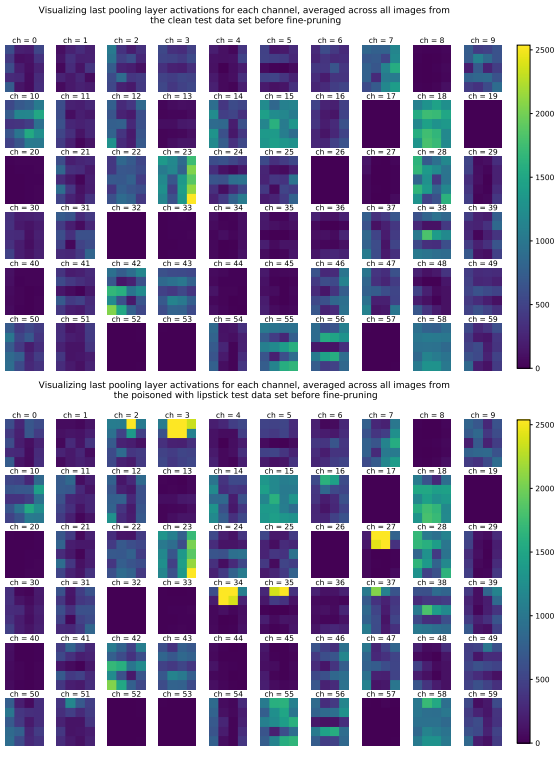 Visualizing last pooling layer activations for each channel, averaged across all images from
the clean test data set before fine-pruning
ch = 0 ch = 1 ch = 2 ch = 3 ch = 4 ch = 5 ch = 6 ch = 7 ch = 8 ch = 9
ch = 10 ch = 11 ch = 12 ch = 13 ch = 14 ch = 15 ch = 16 ch = 17 ch = 18 ch = 19
ch = 20 ch = 21 ch = 22 ch = 23 ch = 24 ch = 25 ch = 26 ch = 27 ch = 28 ch = 29
ch = 30 ch = 31 ch = 32 ch = 33 ch = 34 ch = 35 ch = 36 ch = 37 ch = 38 ch = 39
ch = 40 ch = 41 ch = 42 ch = 43 ch = 44 ch = 45 ch = 46 ch = 47 ch = 48 ch = 49
ch = 50 ch = 51 ch = 52 ch = 53 ch = 54 ch = 55 ch = 56 ch = 57 ch = 58 ch = 59
2500
2000
1500
1000
500
0
Visualizing last pooling layer activations for each channel, averaged across all images from
the poisoned with lipstick test data set before fine-pruning
ch = 0 ch = 1 ch = 2 ch = 3 ch = 4 ch = 5 ch = 6 ch = 7 ch = 8 ch = 9
ch = 10 ch = 11 ch = 12 ch = 13 ch = 14 ch = 15 ch = 16 ch = 17 ch = 18 ch = 19
ch = 20 ch = 21 ch = 22 ch = 23 ch = 24 ch = 25 ch = 26 ch = 27 ch = 28 ch = 29
ch = 30 ch = 31 ch = 32 ch = 33 ch = 34 ch = 35 ch = 36 ch = 37 ch = 38 ch = 39
ch = 40 ch = 41 ch = 42 ch = 43 ch = 44 ch = 45 ch = 46 ch = 47 ch = 48 ch = 49
ch = 50 ch = 51 ch = 52 ch = 53 ch = 54 ch = 55 ch = 56 ch = 57 ch = 58 ch = 59
2500
2000
1500
1000
500
0